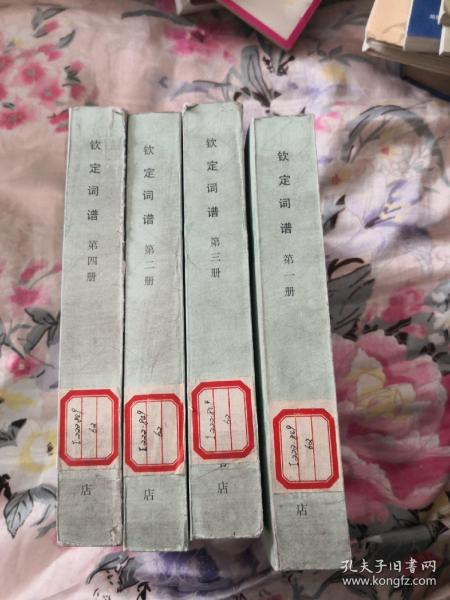 钦定词谱 第四册
店
钦定词谱 第二册
店
钦定词谱 第三册
店
钦定词谱 第一册
店
孔夫子旧书网
www.kongfz.com